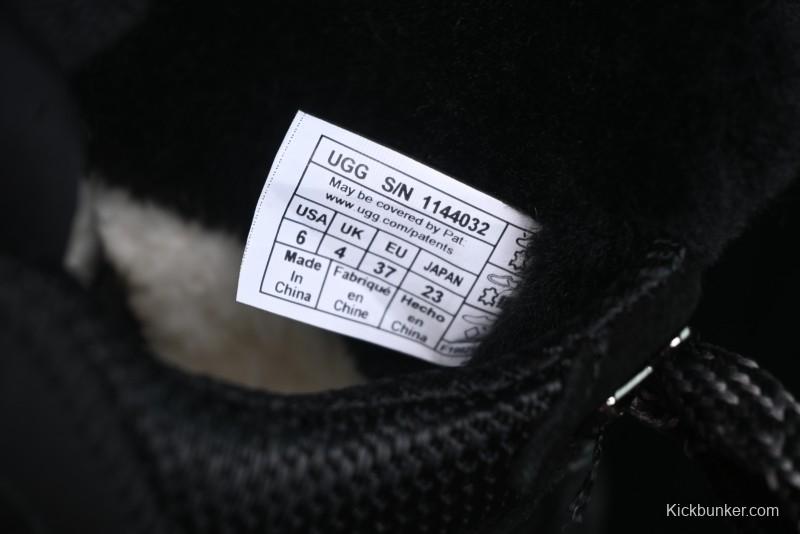 UGG S/N 1144032
May be covered by Pat:
www.ugg.com/patents
USA UK EU JAPAN
6 4 37 23
Made In China
Fabriqué en Chine
Hecho en China
Kickbunker.com